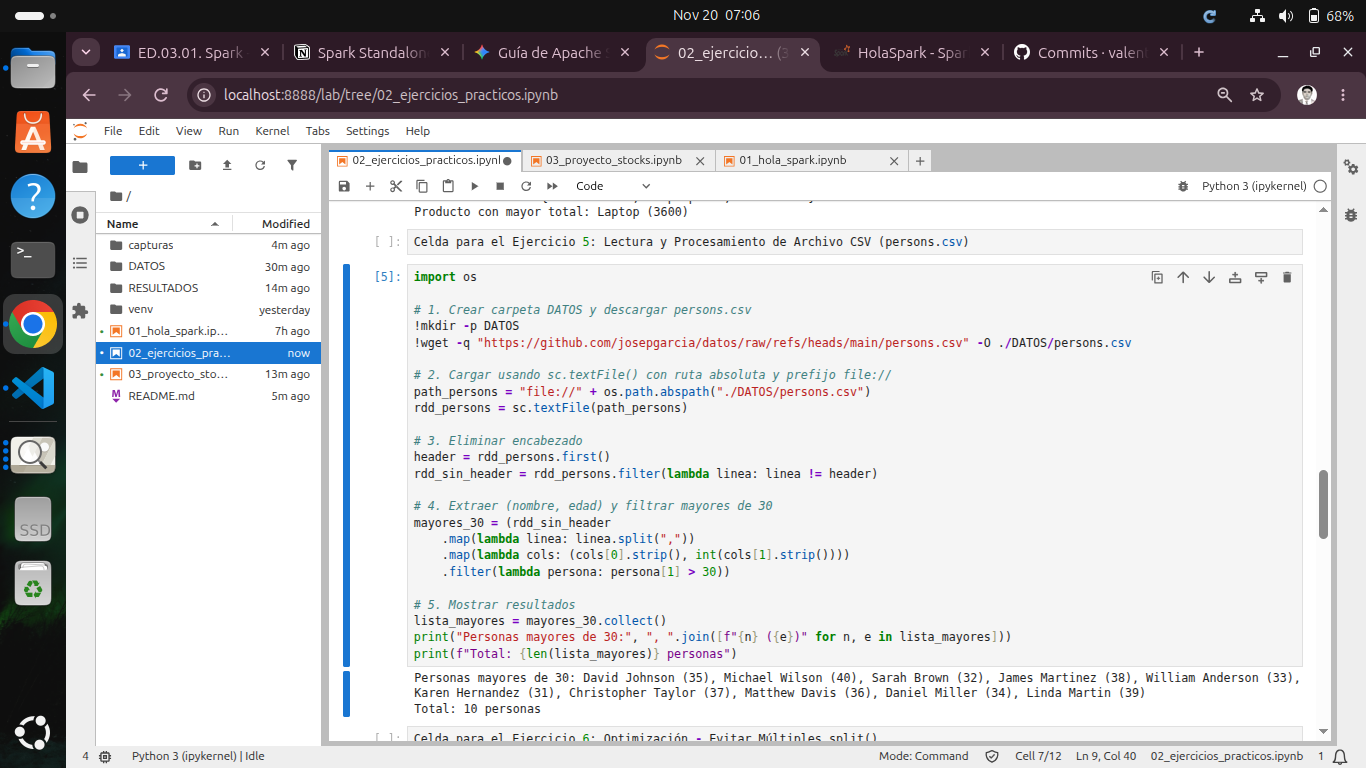 Nov 20 07:06
68%
ED.03.01. Spark
Spark Standalon
Guía de Apache S
02_ejercicio… (3
HolaSpark - Spar
Commits · valen
localhost:8888/lab/tree/02_ejercicios_practicos.ipynb
File Edit View Run Kernel Tabs Settings Help
02_ejercicios_practicos.ipynl
03_proyecto_stocks.ipynb
01_hola_spark.ipynb
Code
Python 3 (ipykernel)
/
Name Modified
capturas 4m ago
DATOS 30m ago
RESULTADOS 14m ago
venv yesterday
01_hola_spark.ip… 7h ago
02_ejercicios_pra… now
03_proyecto_sto… 13m ago
README.md 5m ago
Producto con mayor total: Laptop (3600)
[ ]: Celda para el Ejercicio 5: Lectura y Procesamiento de Archivo CSV (persons.csv)
[5]: import os
# 1. Crear carpeta DATOS y descargar persons.csv
!mkdir -p DATOS
!wget -q "https://github.com/josepgarcia/datos/raw/refs/heads/main/persons.csv" -O ./DATOS/persons.csv
# 2. Cargar usando sc.textFile() con ruta absoluta y prefijo file://
path_persons = "file://" + os.path.abspath("./DATOS/persons.csv")
rdd_persons = sc.textFile(path_persons)
# 3. Eliminar encabezado
header = rdd_persons.first()
rdd_sin_header = rdd_persons.filter(lambda linea: linea != header)
# 4. Extraer (nombre, edad) y filtrar mayores de 30
mayores_30 = (rdd_sin_header
.map(lambda linea: linea.split(","))
.map(lambda cols: (cols[0].strip(), int(cols[1].strip())))
.filter(lambda persona: persona[1] > 30))
# 5. Mostrar resultados
lista_mayores = mayores_30.collect()
print("Personas mayores de 30:", ", ".join([f"{n} ({e})" for n, e in lista_mayores]))
print(f"Total: {len(lista_mayores)} personas")
Personas mayores de 30: David Johnson (35), Michael Wilson (40), Sarah Brown (32), James Martinez (38), William Anderson (33),
Karen Hernandez (31), Christopher Taylor (37), Matthew Davis (36), Daniel Miller (34), Linda Martin (39)
Total: 10 personas
[ ]: Celda para el Ejercicio 6: Optimización - Evitar Múltiples split()
SSD
4 Python 3 (ipykernel) | Idle
Mode: Command
Cell 7/12
Ln 9, Col 40
02_ejercicios_practicos.ipynb
1